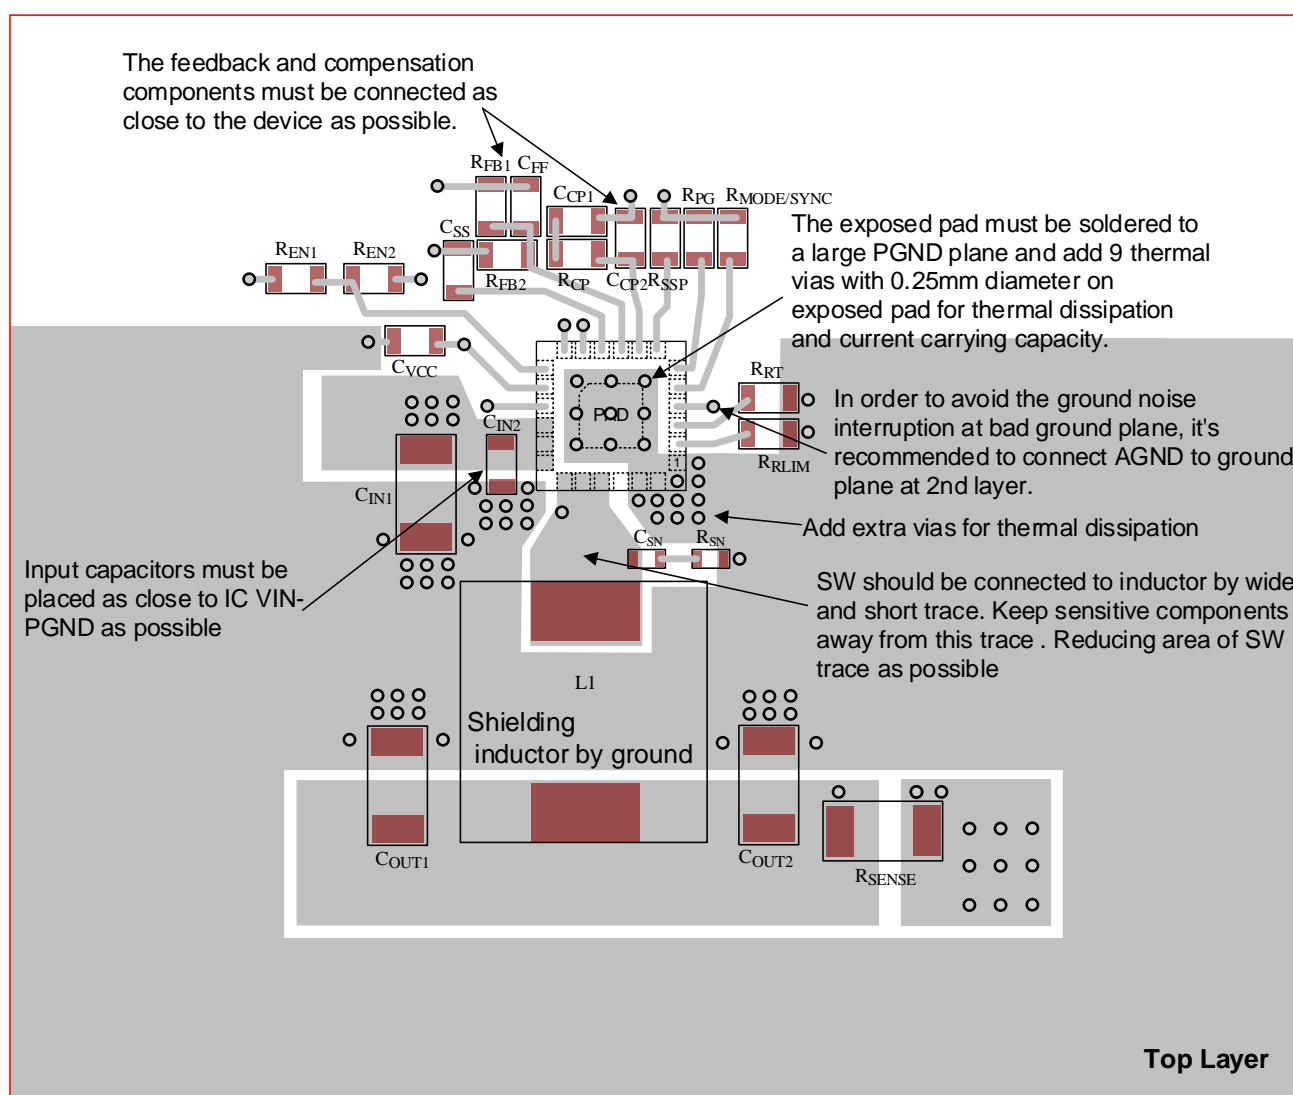 The feedback and compensation
components must be connected as
close to the device as possible.
RFB1 CFF
CCP1
RPG RMODE/SYNC
CSS
REN1 REN2
RFB2 RCP CCP2 RSSP
The exposed pad must be soldered to
a large PGND plane and add 9 thermal
vias with 0.25mm diameter on
exposed pad for thermal dissipation
and current carrying capacity.
CVCC
RRT
CIN2
1
RRLIM
In order to avoid the ground noise
interruption at bad ground plane, it's
recommended to connect AGND to ground
plane at 2nd layer.
CIN1
Add extra vias for thermal dissipation
CSN RSN
Input capacitors must be
placed as close to IC VIN-
PGND as possible
SW should be connected to inductor by wide
and short trace. Keep sensitive components
away from this trace . Reducing area of SW
trace as possible
L1
Shielding
inductor by ground
COUT1
COUT2
RSENSE
Top Layer